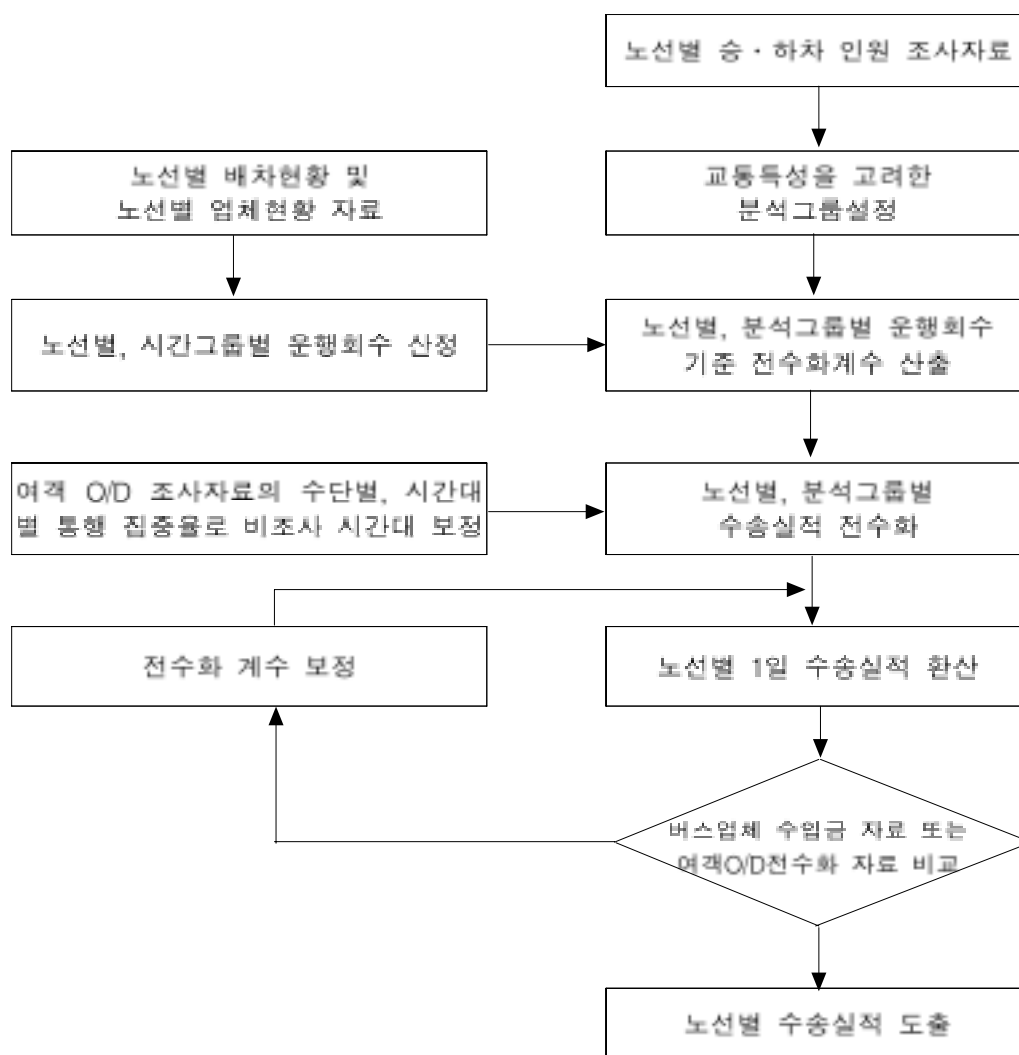 노선별 승·하차 인원 조사자료
노선별 배차현황 및
노선별 업체현황 자료
교통특성을 고려한
분석그룹설정
노선별, 시간그룹별 운행회수 산정
노선별, 분석그룹별 운행회수
기준 전수화계수 산출
여객 O/D 조사자료의 수단별, 시간대
별 통행 집중율로 비조사 시간대 보정
노선별, 분석그룹별
수송실적 전수화
전수화 계수 보정
노선별 1일 수송실적 환산
버스업체 수입금 자료 또는
여객O/D전수화 자료 비교
노선별 수송실적 도출